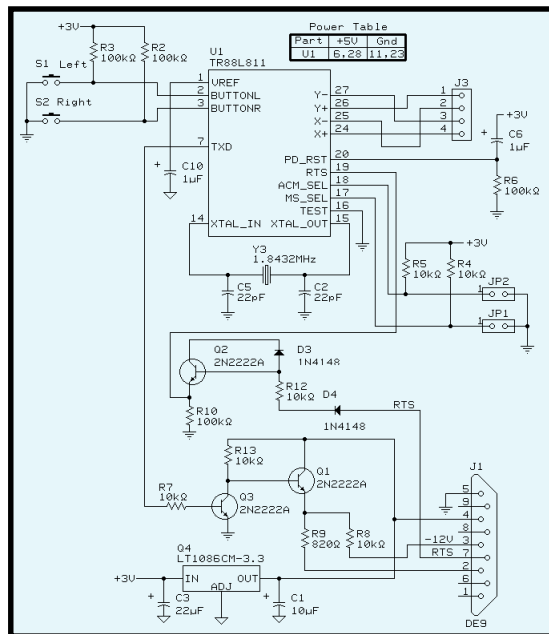 +3V
Power Table
Part +5V Gnd
U1 6,28 11,23
R3
100kΩ
R2
100kΩ
S1 Left
S2 Right
U1
TR88L811
1 VREF
2 BUTTONL
3 BUTTONR
7 TXD
Y- 27
Y+ 26
X- 25
X+ 24
PD_RST 20
RTS 19
ACM_SEL 18
MS_SEL 17
TEST 16
14 XTAL_IN
XTAL_OUT 15
J3
1
2
3
4
+3V
+ C6
1µF
R6
100kΩ
+ C10
1µF
Y3
1.8432MHz
C5
22pF
C2
22pF
+3V
R5
10kΩ
R4
10kΩ
JP2
1
JP1
1
Q2
2N2222A
D3
1N4148
R12
10kΩ
D4
1N4148
RTS
R10
100kΩ
R13
10kΩ
Q1
2N2222A
R7
10kΩ
Q3
2N2222A
R9
820Ω
R8
10kΩ
-12V
RTS
J1
5
9
4
8
3
7
2
6
1
DE9
Q4
LT1086CM-3.3
+3V
IN OUT
ADJ
+ C3
22µF
+ C1
10µF